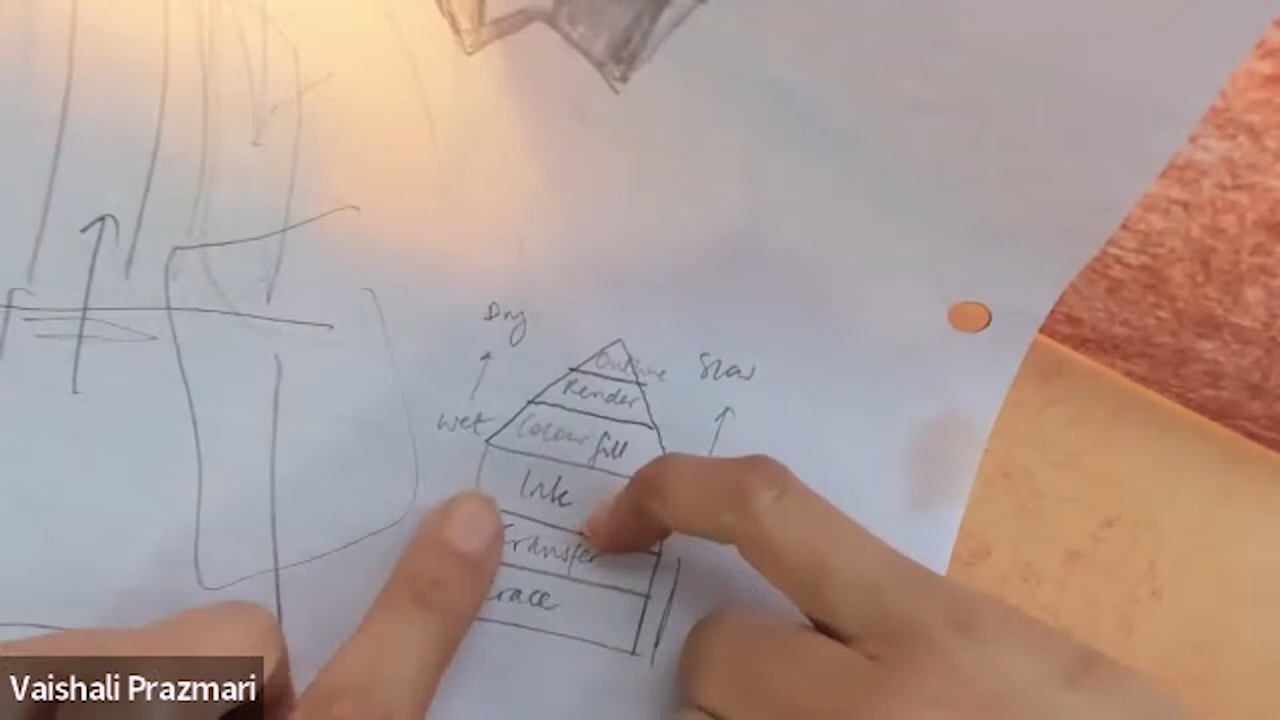 Dry
Outline
Slow
Render
wet
Colour fill
Ink
Transfer
race
Vaishali Prazmari